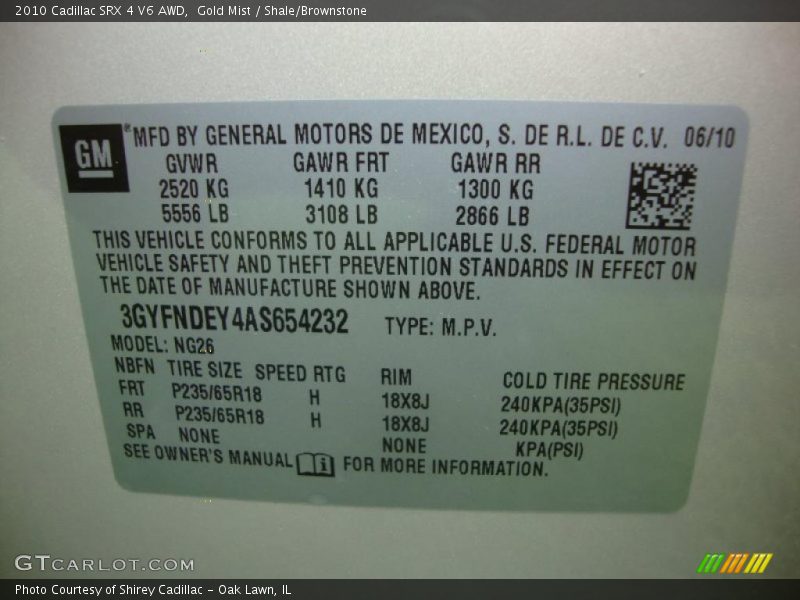 2010 Cadillac SRX 4 V6 AWD,  Gold Mist / Shale/Brownstone
GM
® MFD BY GENERAL MOTORS DE MEXICO, S. DE R.L. DE C.V. 06/10
GVWR GAWR FRT GAWR RR
2520 KG 1410 KG 1300 KG
5556 LB 3108 LB 2866 LB
THIS VEHICLE CONFORMS TO ALL APPLICABLE U.S. FEDERAL MOTOR
VEHICLE SAFETY AND THEFT PREVENTION STANDARDS IN EFFECT ON
THE DATE OF MANUFACTURE SHOWN ABOVE.
3GYFNDEY4AS654232 TYPE: M.P.V.
MODEL: NG26
NBFN TIRE SIZE SPEED RTG RIM COLD TIRE PRESSURE
FRT P235/65R18 H 18X8J 240KPA(35PSI)
RR P235/65R18 H 18X8J 240KPA(35PSI)
SPA NONE NONE KPA(PSI)
SEE OWNER'S MANUAL i FOR MORE INFORMATION.
GTCARLOT.COM
Photo Courtesy of Shirey Cadillac - Oak Lawn, IL